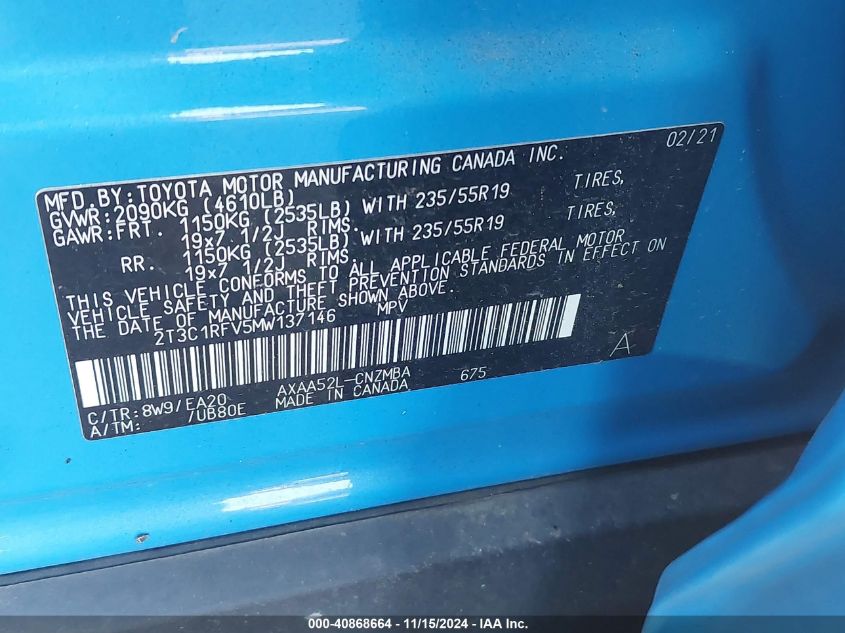 02/21
MFD.BY:TOYOTA MOTOR MANUFACTURING CANADA INC.
GVWR:2090KG (4610LB)
GAWR:FRT. 1150KG (2535LB) WITH 235/55R19 TIRES,
19x7 1/2J RIMS.
RR. 1150KG (2535LB) WITH 235/55R19 TIRES,
19x7 1/2J RIMS.
THIS VEHICLE CONFORMS TO ALL APPLICABLE FEDERAL MOTOR
VEHICLE SAFETY AND THEFT PREVENTION STANDARDS IN EFFECT ON
THE DATE OF MANUFACTURE SHOWN ABOVE.
2T3C1RFV5MW137146 MPV
A
C/TR:8W9/EA20 AXAA52L-CNZMBA 675
A/TM: /UB80E MADE IN CANADA
000-40868664 - 11/15/2024 - IAA Inc.